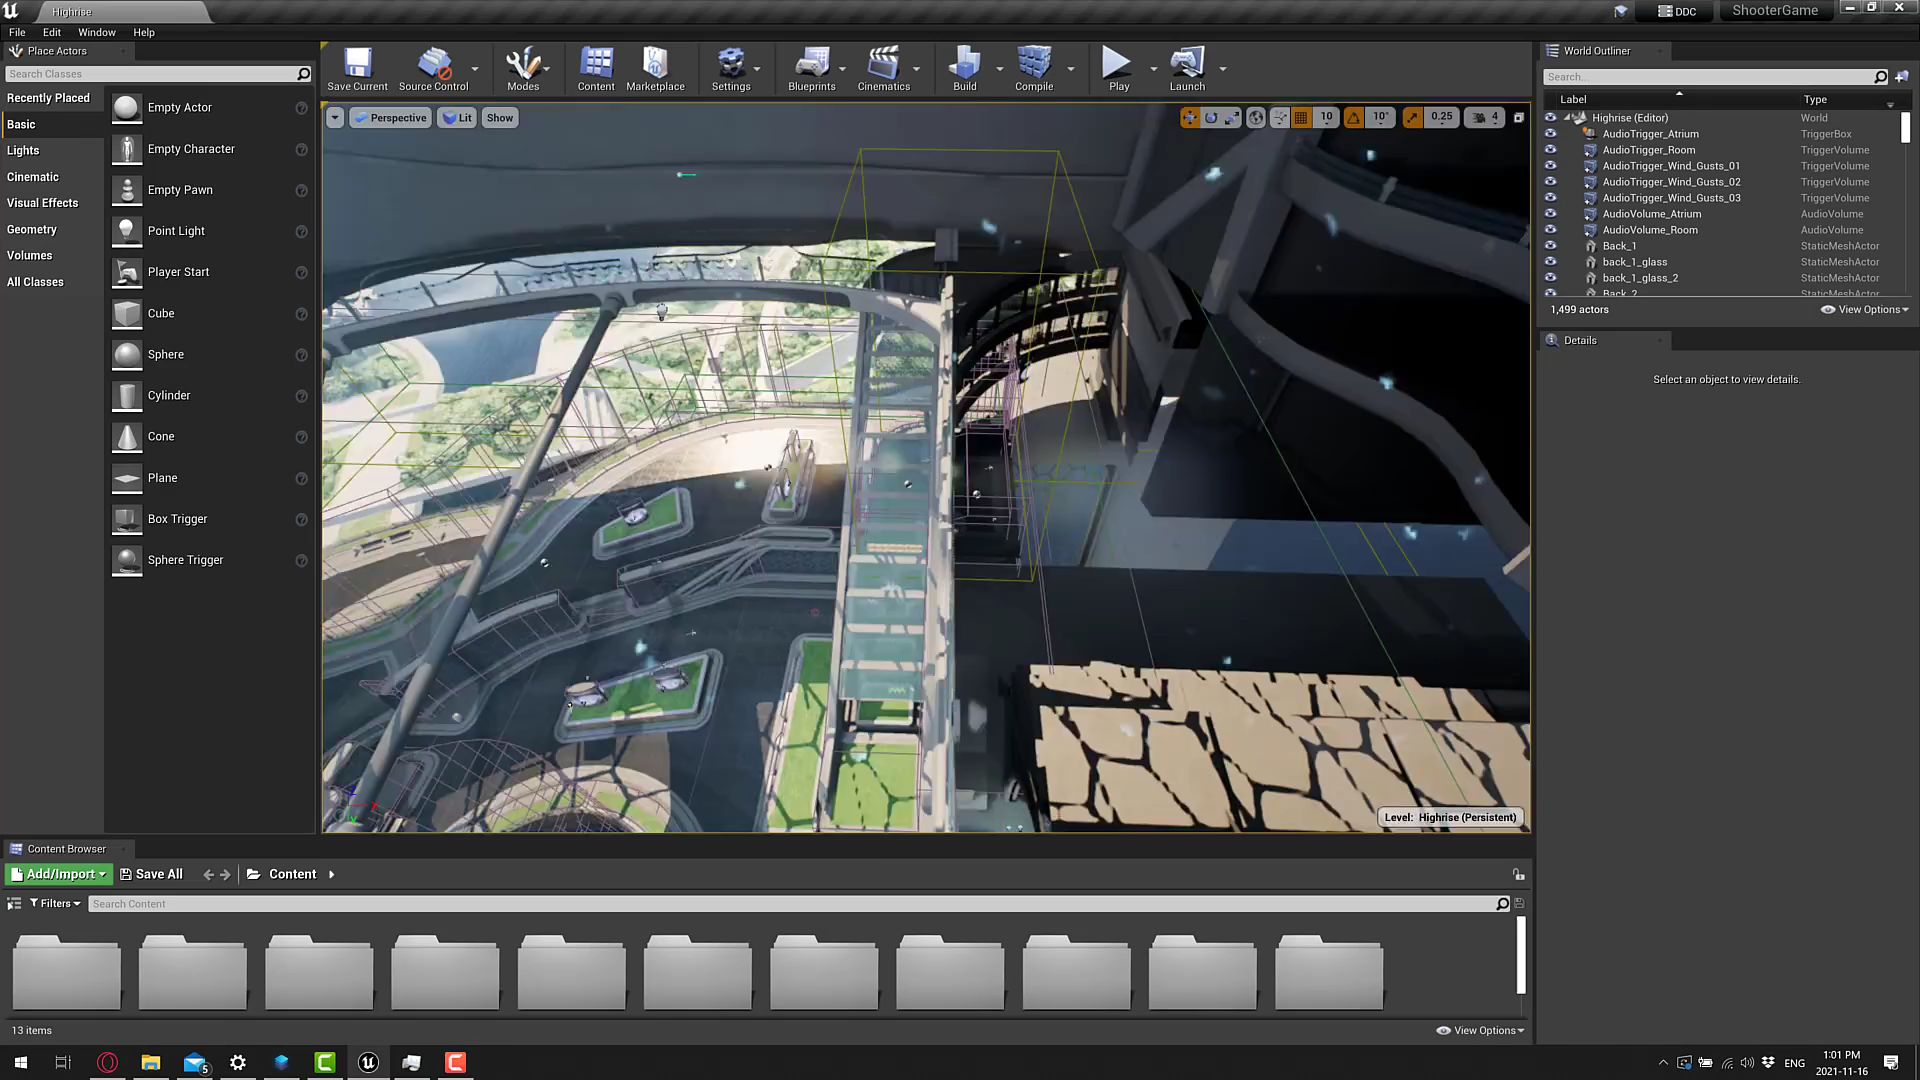 Highrise
DDC
ShooterGame
File Edit Window Help
Place Actors
Search Classes
Recently Placed
Basic
Lights
Cinematic
Visual Effects
Geometry
Volumes
All Classes
Empty Actor
Empty Character
Empty Pawn
Point Light
Player Start
Cube
Sphere
Cylinder
Cone
Plane
Box Trigger
Sphere Trigger
Save Current
Source Control
Modes
Content
Marketplace
Settings
Blueprints
Cinematics
Build
Compile
Play
Launch
Perspective
Lit
Show
10
10°
0.25
4
X
Level: Highrise (Persistent)
World Outliner
Search...
Label Type
Highrise (Editor) World
AudioTrigger_Atrium TriggerBox
AudioTrigger_Room TriggerVolume
AudioTrigger_Wind_Gusts_01 TriggerVolume
AudioTrigger_Wind_Gusts_02 TriggerVolume
AudioTrigger_Wind_Gusts_03 TriggerVolume
AudioVolume_Atrium AudioVolume
AudioVolume_Room AudioVolume
Back_1 StaticMeshActor
back_1_glass StaticMeshActor
back_1_glass_2 StaticMeshActor
Back_2 StaticMeshActor
1,499 actors
View Options
Details
Select an object to view details.
Content Browser
Add/Import
Save All
Content
Filters
Search Content
13 items
View Options
5
ENG
1:01 PM
2021-11-16